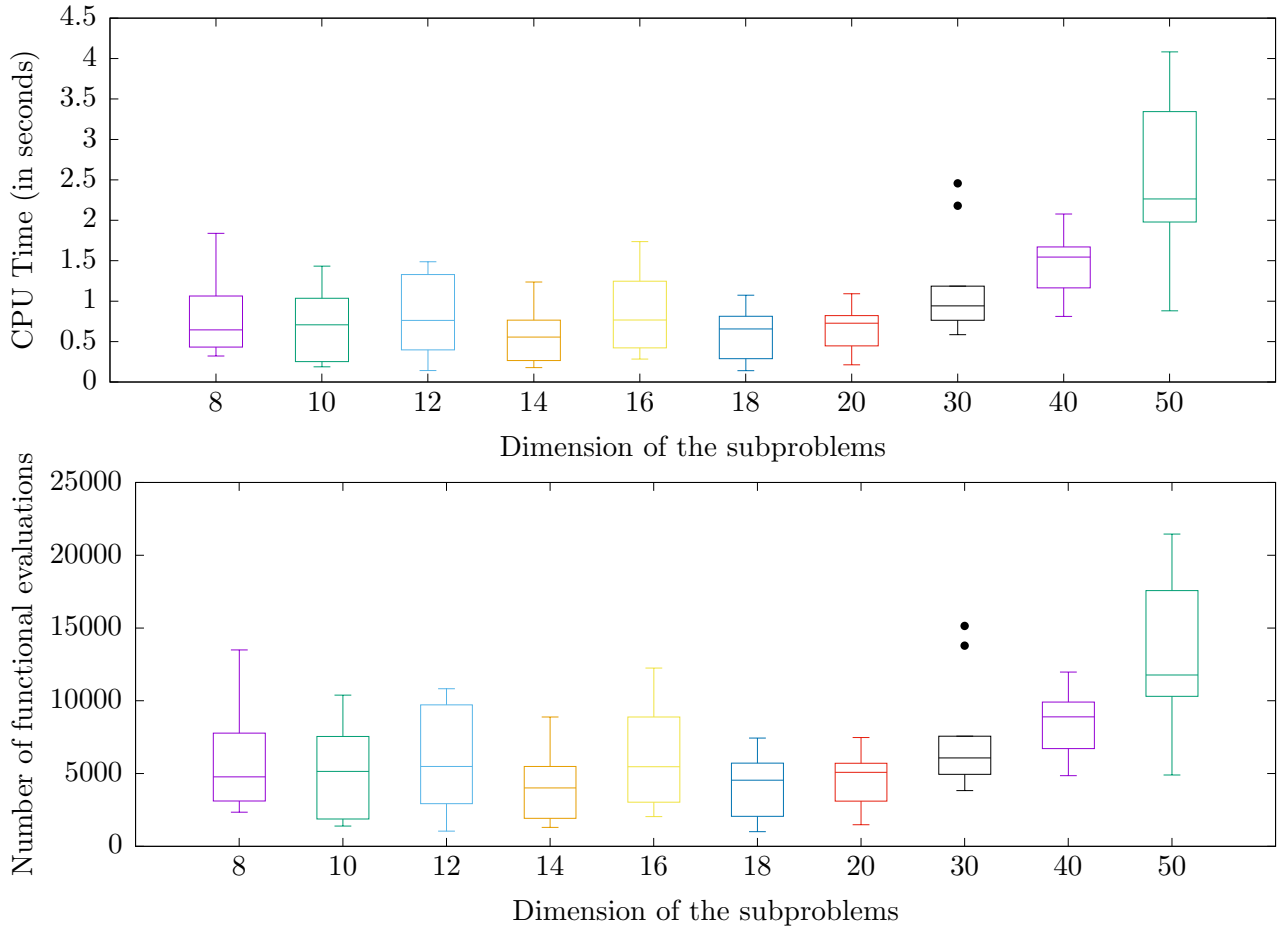 CPU Time (in seconds)
4.5
4
3.5
3
2.5
2
1.5
1
0.5
0
8 10 12 14 16 18 20 30 40 50
Dimension of the subproblems
Number of functional evaluations
25000
20000
15000
10000
5000
0
8 10 12 14 16 18 20 30 40 50
Dimension of the subproblems